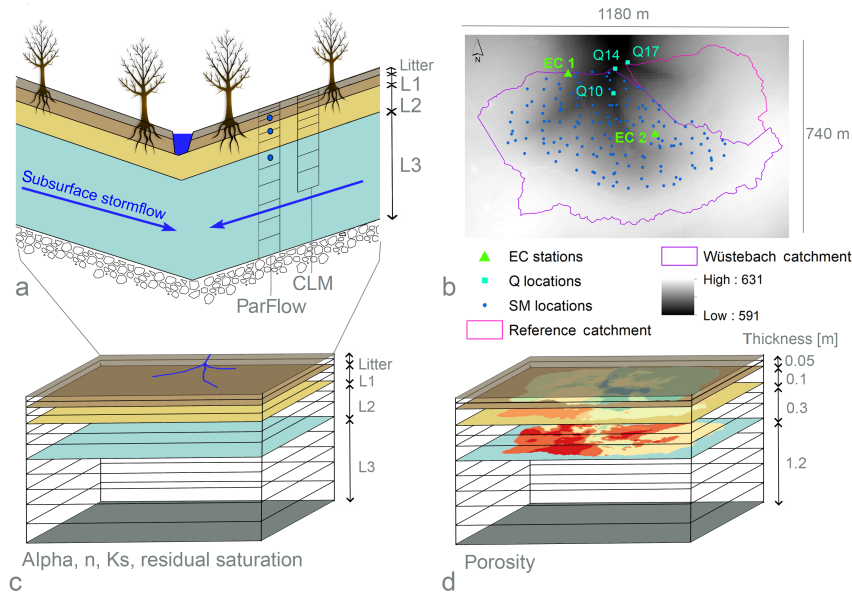 Litter
L1
L2
L3
Subsurface stormflow
CLM
ParFlow
a
1180 m
N
EC 1
Q14
Q17
Q10
EC 2
740 m
EC stations
Q locations
SM locations
Reference catchment
Wüstebach catchment
High : 631
Low : 591
b
Litter
L1
L2
L3
Alpha, n, Ks, residual saturation
c
Thickness [m]
0.05
0.1
0.3
1.2
Porosity
d